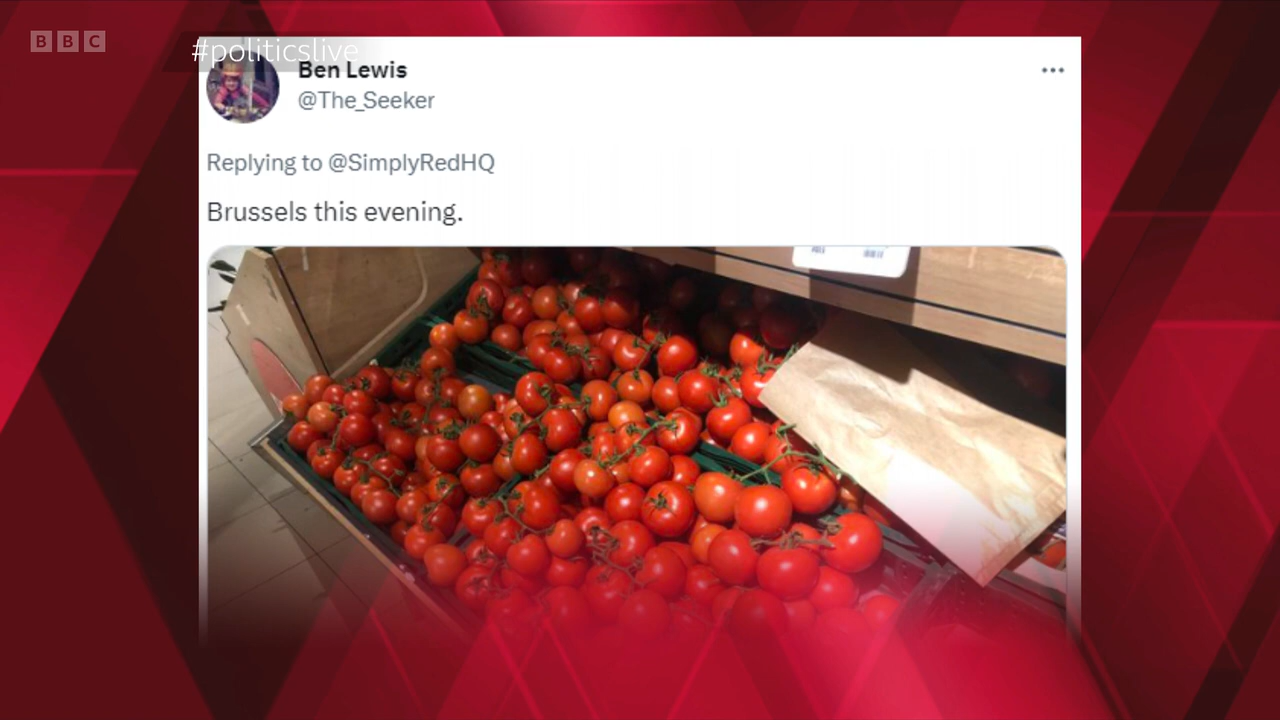 BBC
#politicslive
Ben Lewis
@The_Seeker
Replying to @SimplyRedHQ
Brussels this evening.